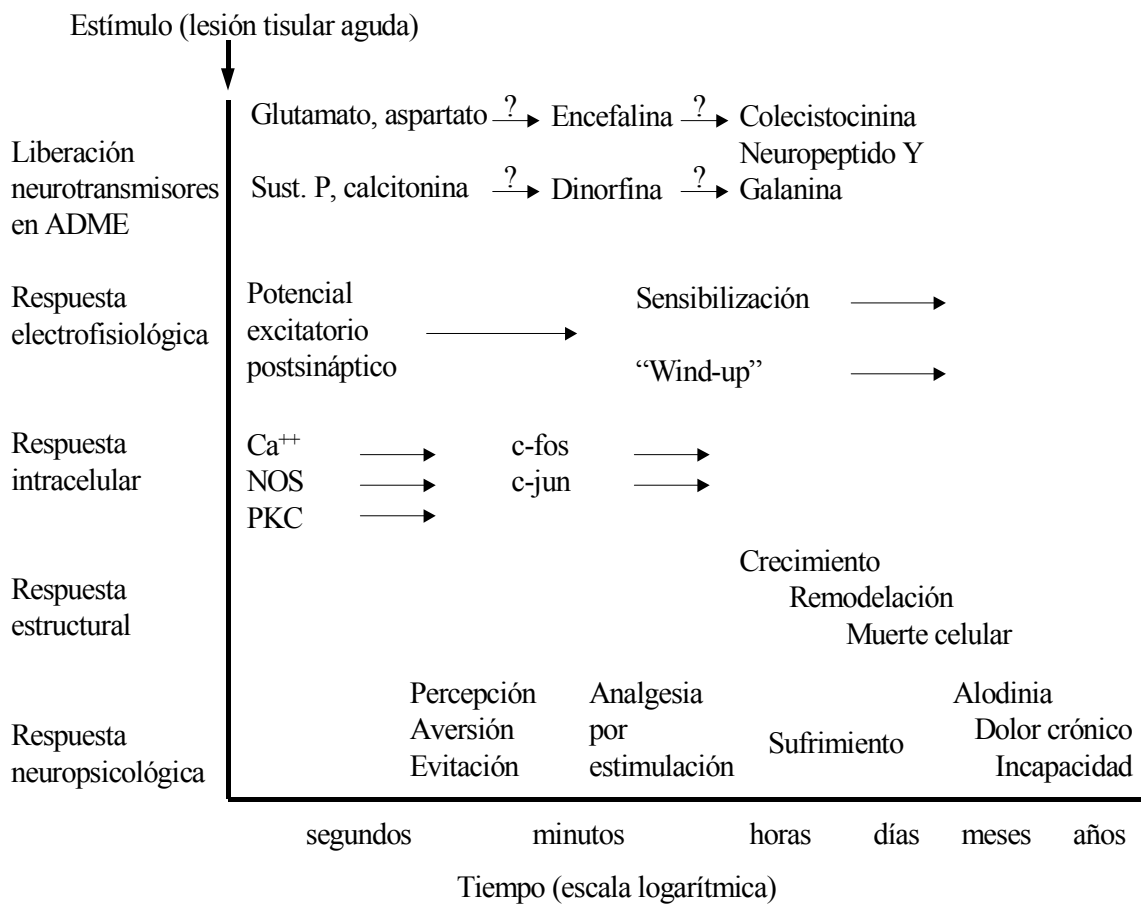 Estímulo (lesión tisular aguda)
Liberación
neurotransmisores
en ADME
Glutamato, aspartato ? Encefalina ? Colecistocinina
Neuropeptido Y
Sust. P, calcitonina ? Dinorfina ? Galanina
Respuesta
electrofisiológica
Potencial
excitatorio
postsináptico
Sensibilización
“Wind-up”
Respuesta
intracelular
Ca⁺⁺ c-fos
NOS c-jun
PKC
Respuesta
estructural
Crecimiento
Remodelación
Muerte celular
Respuesta
neuropsicológica
Percepción
Aversión
Evitación
Analgesia
por
estimulación
Sufrimiento
Alodinia
Dolor crónico
Incapacidad
segundos minutos horas días meses años
Tiempo (escala logarítmica)